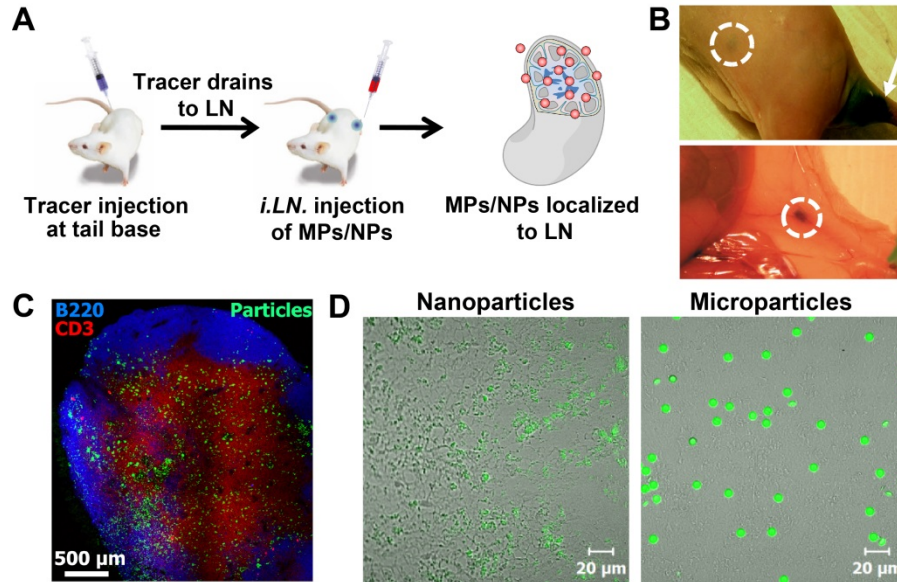 A
Tracer drains
to LN
Tracer injection
at tail base
i.LN. injection
of MPs/NPs
MPs/NPs localized
to LN
B
C
B220
CD3
Particles
500 µm
D
Nanoparticles
20 µm
Microparticles
20 µm